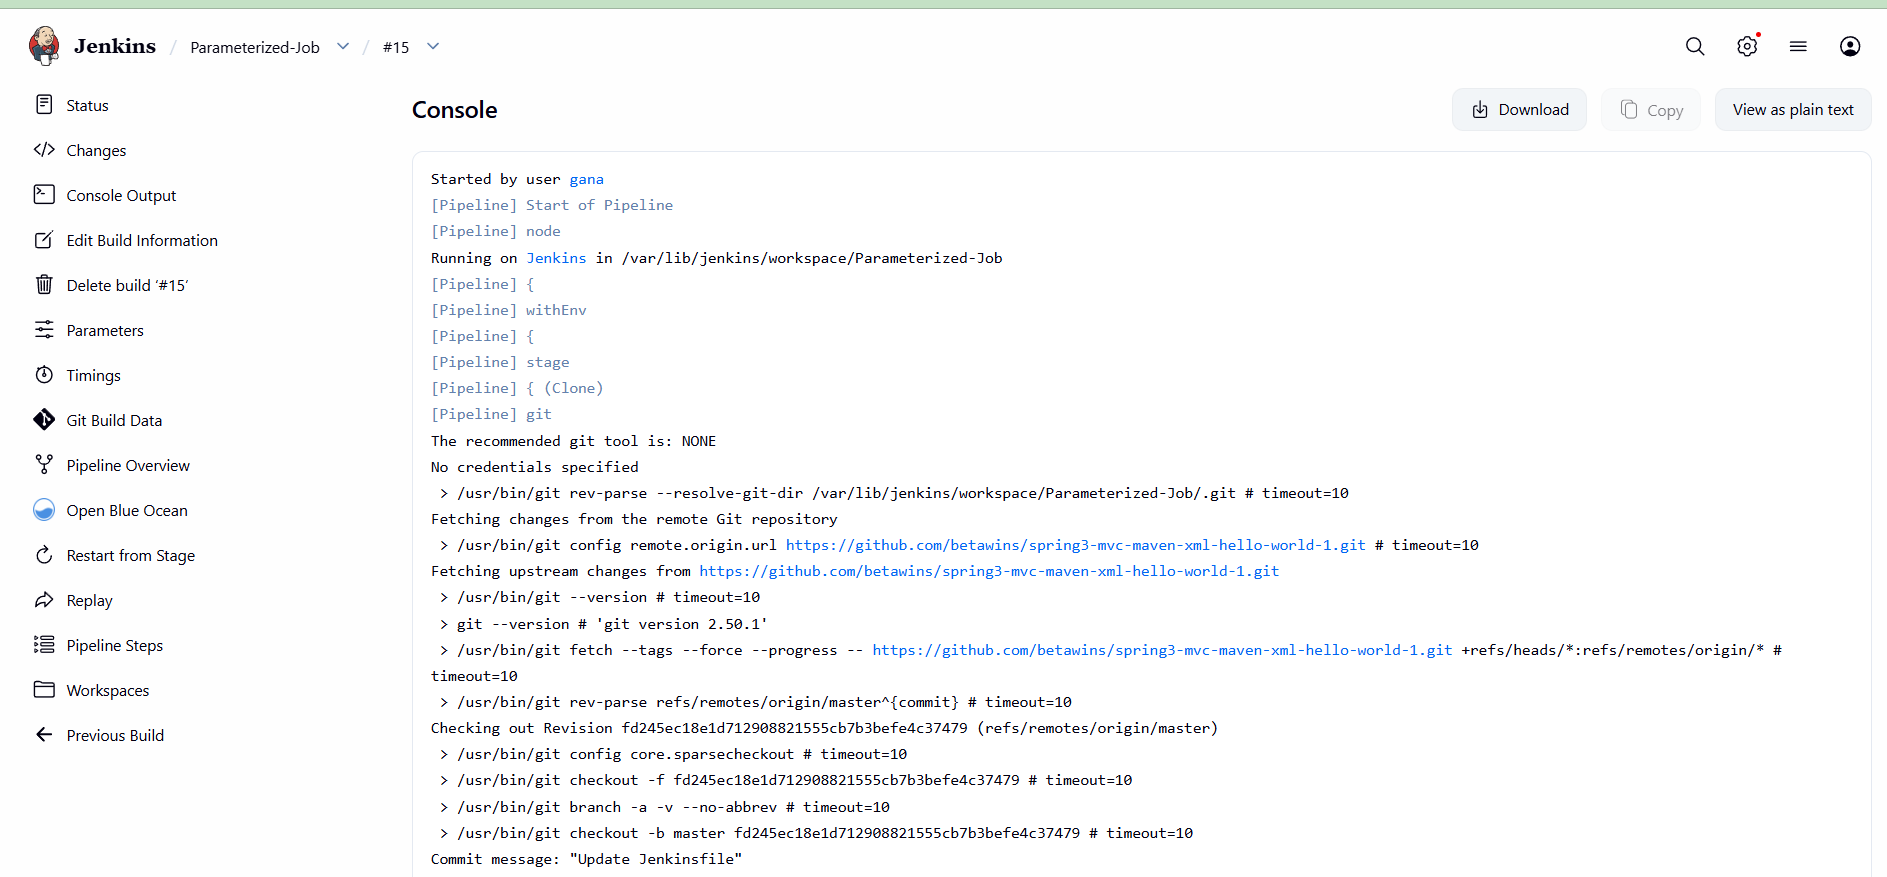 Jenkins / Parameterized-Job / #15
Status
Changes
Console Output
Edit Build Information
Delete build ‘#15’
Parameters
Timings
Git Build Data
Pipeline Overview
Open Blue Ocean
Restart from Stage
Replay
Pipeline Steps
Workspaces
Previous Build
Console
Download
Copy
View as plain text
Started by user gana
[Pipeline] Start of Pipeline
[Pipeline] node
Running on Jenkins in /var/lib/jenkins/workspace/Parameterized-Job
[Pipeline] {
[Pipeline] withEnv
[Pipeline] {
[Pipeline] stage
[Pipeline] { (Clone)
[Pipeline] git
The recommended git tool is: NONE
No credentials specified
> /usr/bin/git rev-parse --resolve-git-dir /var/lib/jenkins/workspace/Parameterized-Job/.git # timeout=10
Fetching changes from the remote Git repository
> /usr/bin/git config remote.origin.url https://github.com/betawins/spring3-mvc-maven-xml-hello-world-1.git # timeout=10
Fetching upstream changes from https://github.com/betawins/spring3-mvc-maven-xml-hello-world-1.git
> /usr/bin/git --version # timeout=10
> git --version # 'git version 2.50.1'
> /usr/bin/git fetch --tags --force --progress -- https://github.com/betawins/spring3-mvc-maven-xml-hello-world-1.git +refs/heads/*:refs/remotes/origin/* #
timeout=10
> /usr/bin/git rev-parse refs/remotes/origin/master^{commit} # timeout=10
Checking out Revision fd245ec18e1d712908821555cb7b3befe4c37479 (refs/remotes/origin/master)
> /usr/bin/git config core.sparsecheckout # timeout=10
> /usr/bin/git checkout -f fd245ec18e1d712908821555cb7b3befe4c37479 # timeout=10
> /usr/bin/git branch -a -v --no-abbrev # timeout=10
> /usr/bin/git checkout -b master fd245ec18e1d712908821555cb7b3befe4c37479 # timeout=10
Commit message: "Update Jenkinsfile"